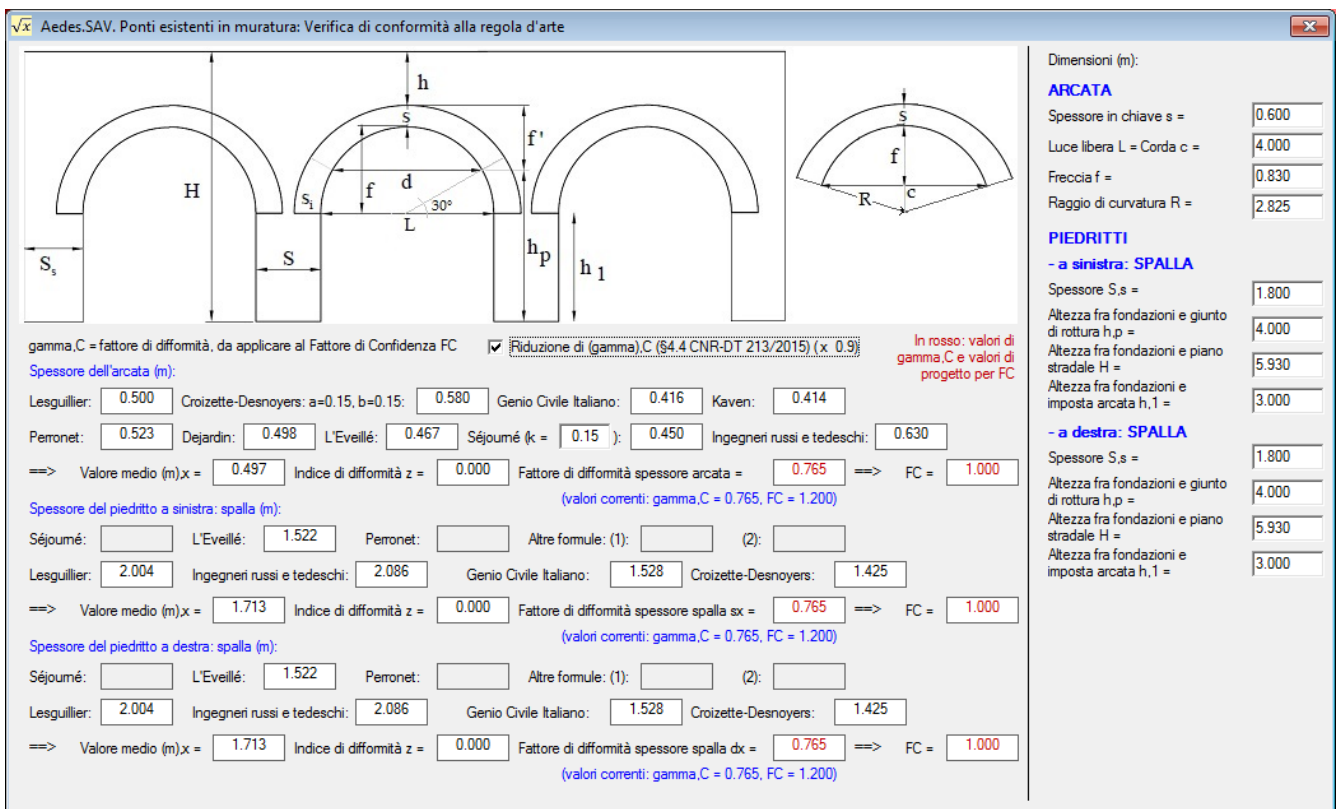 √x Aedes.SAV. Ponti esistenti in muratura: Verifica di conformità alla regola d'arte
h
s
f'
H
f
d
s_i
30°
L
S_s
S
h_p
h_1
s
f
R
c
gamma,C = fattore di difformità, da applicare al Fattore di Confidenza FC
Riduzione di (gamma),C (§4.4 CNR-DT 213/2015) (x 0.9)
In rosso: valori di
gamma,C e valori di
progetto per FC
Spessore dell'arcata (m):
Lesguillier: 0.500 Croizette-Desnoyers: a=0.15, b=0.15: 0.580 Genio Civile Italiano: 0.416 Kaven: 0.414
Perronet: 0.523 Dejardin: 0.498 L'Eveillé: 0.467 Séjourné (k = 0.15 ): 0.450 Ingegneri russi e tedeschi: 0.630
==> Valore medio (m),x = 0.497 Indice di difformità z = 0.000 Fattore di difformità spessore arcata = 0.765 ==> FC = 1.000
(valori correnti: gamma,C = 0.765, FC = 1.200)
Spessore del piedritto a sinistra: spalla (m):
Séjourné: L'Eveillé: 1.522 Perronet: Altre formule: (1): (2):
Lesguillier: 2.004 Ingegneri russi e tedeschi: 2.086 Genio Civile Italiano: 1.528 Croizette-Desnoyers: 1.425
==> Valore medio (m),x = 1.713 Indice di difformità z = 0.000 Fattore di difformità spessore spalla sx = 0.765 ==> FC = 1.000
(valori correnti: gamma,C = 0.765, FC = 1.200)
Spessore del piedritto a destra: spalla (m):
Séjourné: L'Eveillé: 1.522 Perronet: Altre formule: (1): (2):
Lesguillier: 2.004 Ingegneri russi e tedeschi: 2.086 Genio Civile Italiano: 1.528 Croizette-Desnoyers: 1.425
==> Valore medio (m),x = 1.713 Indice di difformità z = 0.000 Fattore di difformità spessore spalla dx = 0.765 ==> FC = 1.000
(valori correnti: gamma,C = 0.765, FC = 1.200)
Dimensioni (m):
ARCATA
Spessore in chiave s = 0.600
Luce libera L = Corda c = 4.000
Freccia f = 0.830
Raggio di curvatura R = 2.825
PIEDRITTI
- a sinistra: SPALLA
Spessore S,s = 1.800
Altezza fra fondazioni e giunto
di rottura h,p = 4.000
Altezza fra fondazioni e piano
stradale H = 5.930
Altezza fra fondazioni e
imposta arcata h,1 = 3.000
- a destra: SPALLA
Spessore S,s = 1.800
Altezza fra fondazioni e giunto
di rottura h,p = 4.000
Altezza fra fondazioni e piano
stradale H = 5.930
Altezza fra fondazioni e
imposta arcata h,1 = 3.000